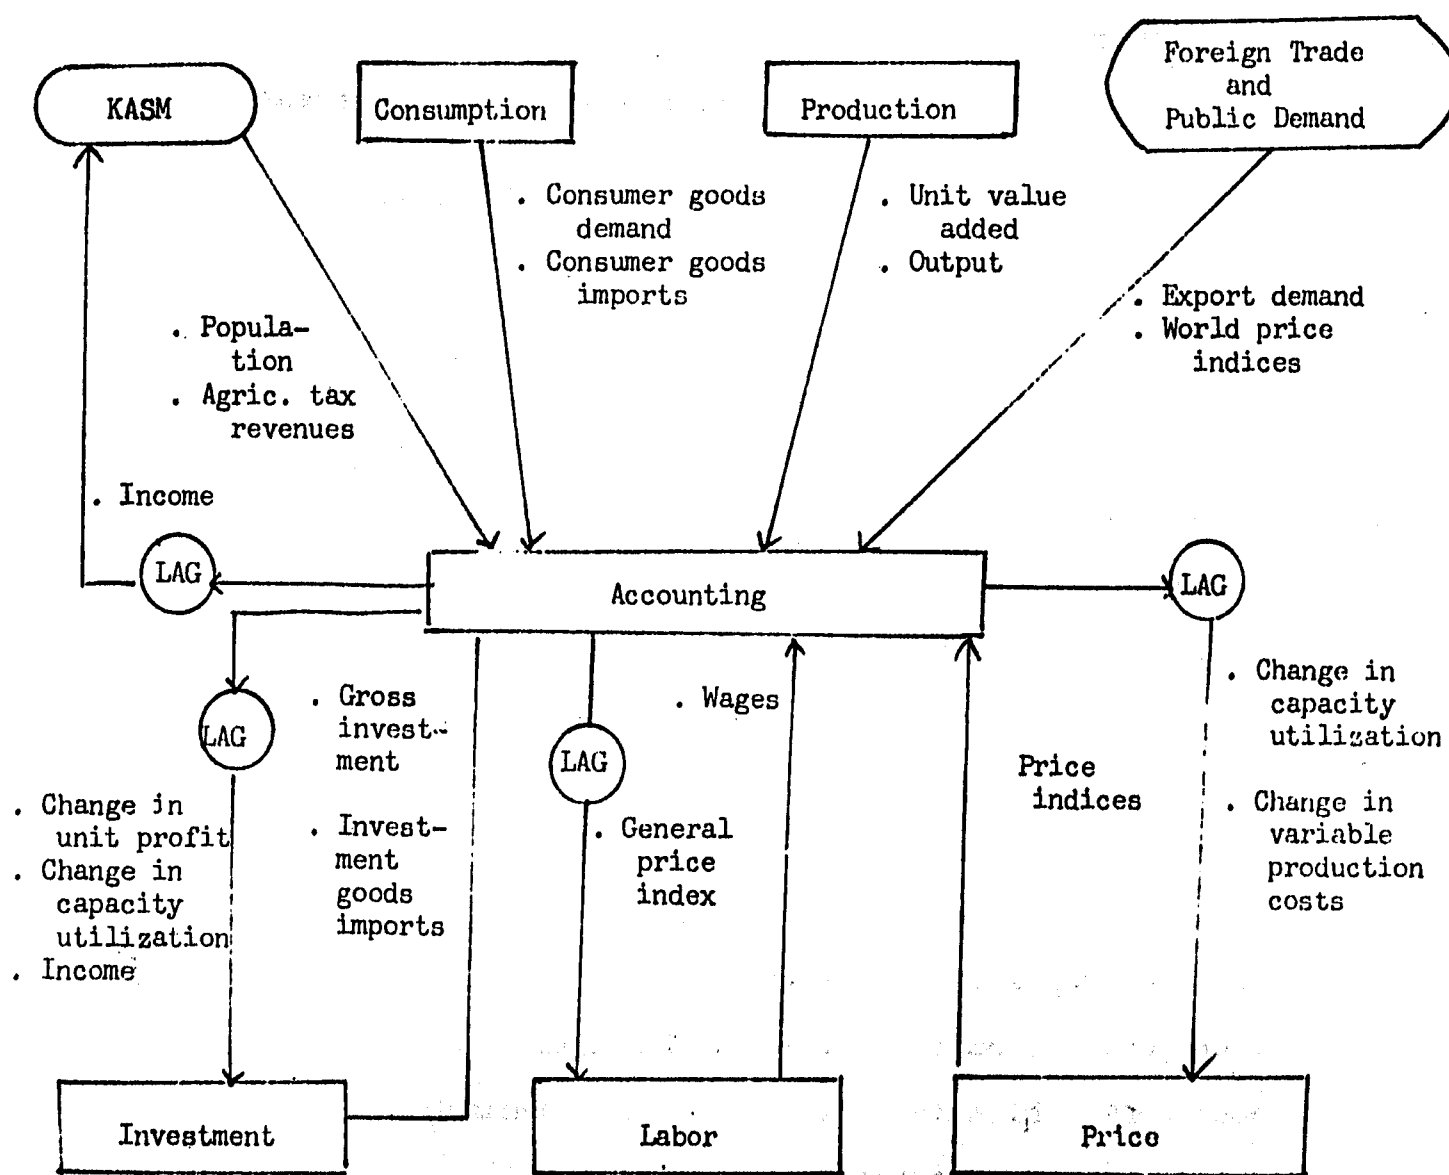 KASM
Consumption
Production
Foreign Trade
and
Public Demand
. Consumer goods
demand
. Consumer goods
imports
. Unit value
added
. Output
. Export demand
. World price
indices
. Popula-
tion
. Agric. tax
revenues
. Income
LAG
Accounting
LAG
LAG
. Gross
invest-
ment
. Invest-
ment
goods
imports
. Change in
unit profit
. Change in
capacity
utilization
. Income
LAG
. General
price
index
. Wages
Price
indices
. Change in
capacity
utilization
. Change in
variable
production
costs
Investment
Labor
Price